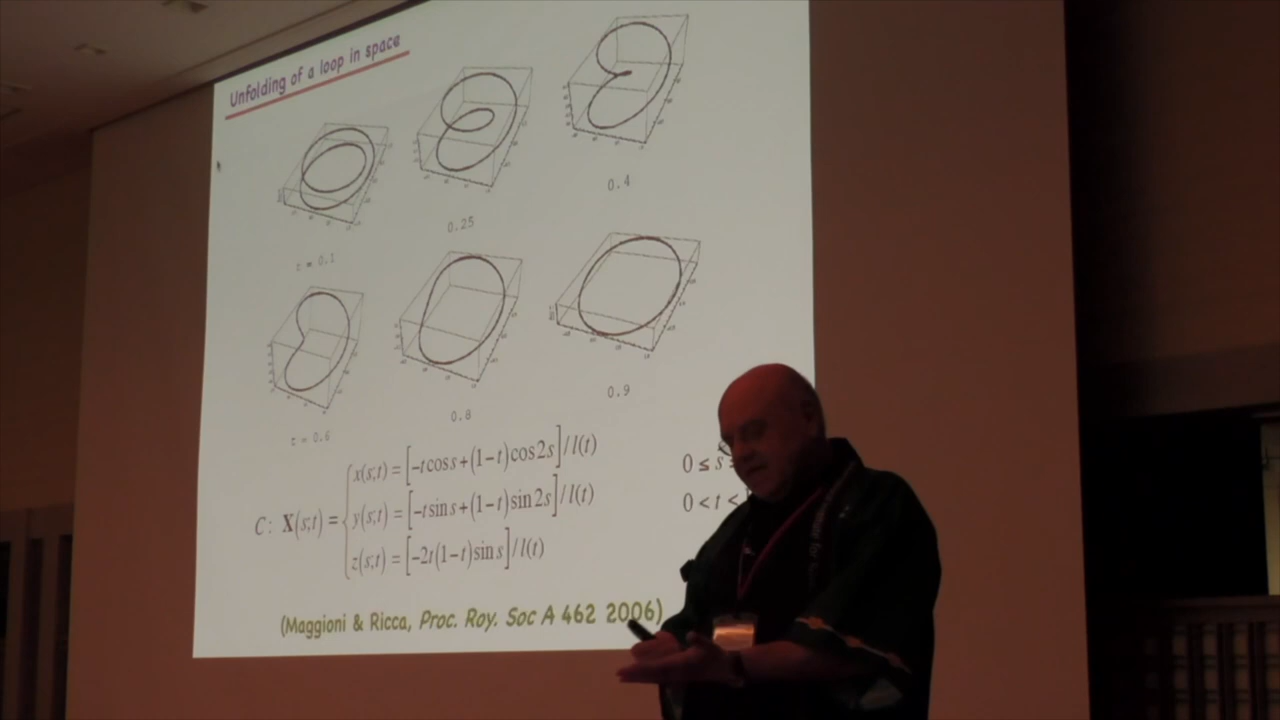 Unfolding of a loop in space
τ = 0.1
0.25
0.4
τ = 0.6
0.8
0.9
C: X(s;t) =
x(s;t) = [-t cos s + (1-t) cos 2s] / l(t)
y(s;t) = [-t sin s + (1-t) sin 2s] / l(t)
z(s;t) = [-2t(1-t) sin s] / l(t)
0 ≤ s
0 < t <
(Maggioni & Ricca, Proc. Roy. Soc A 462 2006)